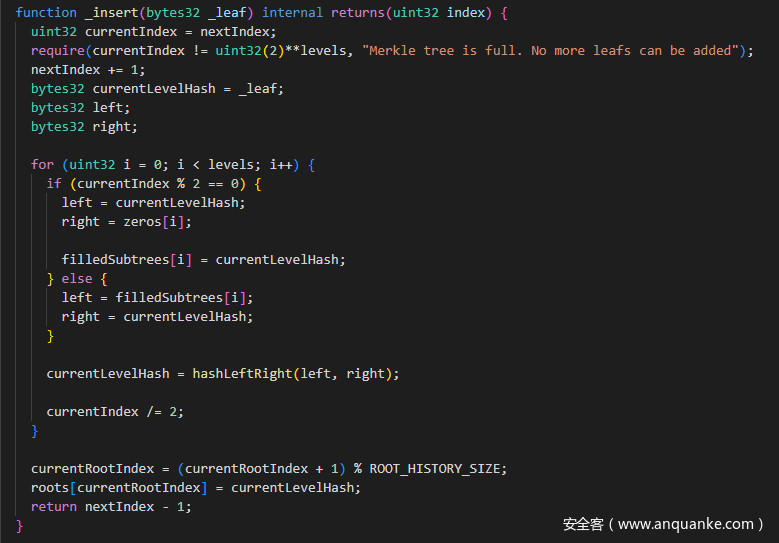 function _insert(bytes32 _leaf) internal returns(uint32 index) {
  uint32 currentIndex = nextIndex;
  require(currentIndex != uint32(2)**levels, "Merkle tree is full. No more leafs can be added");
  nextIndex += 1;
  bytes32 currentLevelHash = _leaf;
  bytes32 left;
  bytes32 right;

  for (uint32 i = 0; i < levels; i++) {
    if (currentIndex % 2 == 0) {
      left = currentLevelHash;
      right = zeros[i];

      filledSubtrees[i] = currentLevelHash;
    } else {
      left = filledSubtrees[i];
      right = currentLevelHash;
    }

    currentLevelHash = hashLeftRight(left, right);

    currentIndex /= 2;
  }

  currentRootIndex = (currentRootIndex + 1) % ROOT_HISTORY_SIZE;
  roots[currentRootIndex] = currentLevelHash;
  return nextIndex - 1;
}
安全客（www.anquanke.com）